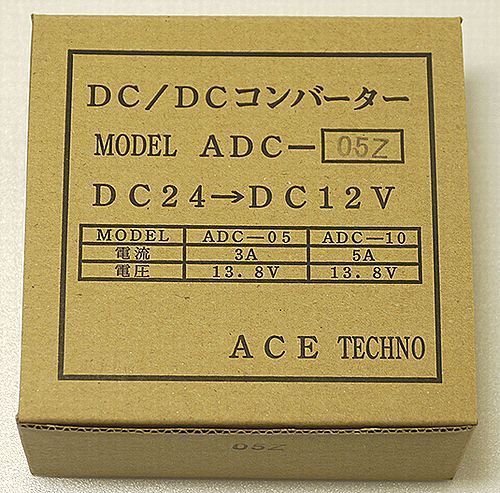 DC/DCコンバーター
MODEL ADC－05Z
DC24→DC12V
MODEL ADC―05 ADC―10
電流 3A 5A
電圧 13.8V 13.8V
ACE TECHNO
05Z